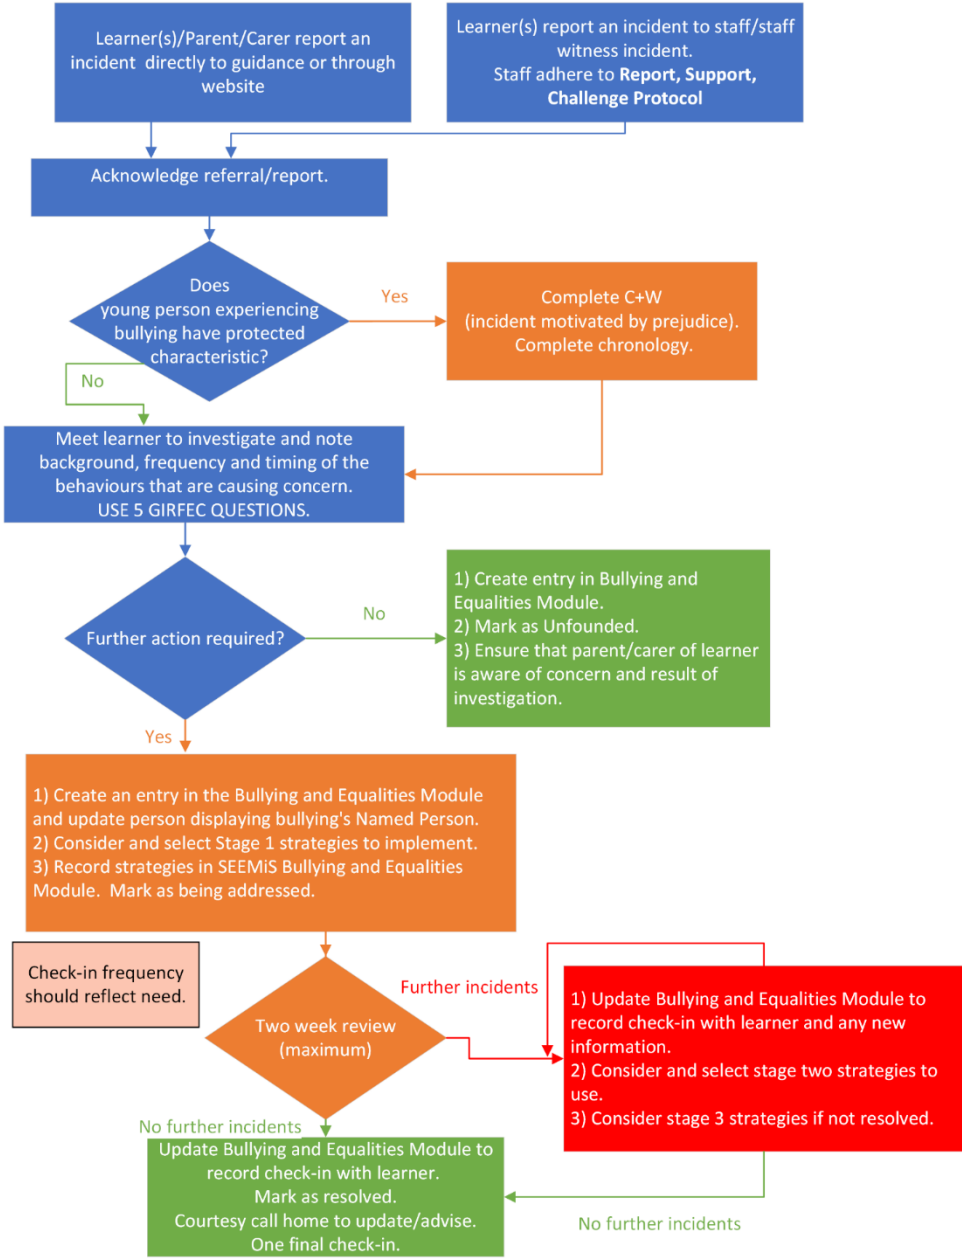 Learner(s)/Parent/Carer report an
incident  directly to guidance or through
website
Learner(s) report an incident to staff/staff
witness incident.
Staff adhere to Report, Support,
Challenge Protocol
Acknowledge referral/report.
Does
young person experiencing
bullying have protected
characteristic?
Yes
Complete C+W
(incident motivated by prejudice).
Complete chronology.
No
Meet learner to investigate and note
background, frequency and timing of the
behaviours that are causing concern.
USE 5 GIRFEC QUESTIONS.
Further action required?
No
1) Create entry in Bullying and
Equalities Module.
2) Mark as Unfounded.
3) Ensure that parent/carer of learner
is aware of concern and result of
investigation.
Yes
1) Create an entry in the Bullying and Equalities Module
and update person displaying bullying's Named Person.
2) Consider and select Stage 1 strategies to implement.
3) Record strategies in SEEMiS Bullying and Equalities
Module.  Mark as being addressed.
Check-in frequency
should reflect need.
Two week review
(maximum)
Further incidents
1) Update Bullying and Equalities Module to
record check-in with learner and any new
information.
2) Consider and select stage two strategies to
use.
3) Consider stage 3 strategies if not resolved.
No further incidents
Update Bullying and Equalities Module to
record check-in with learner.
Mark as resolved.
Courtesy call home to update/advise.
One final check-in.
No further incidents